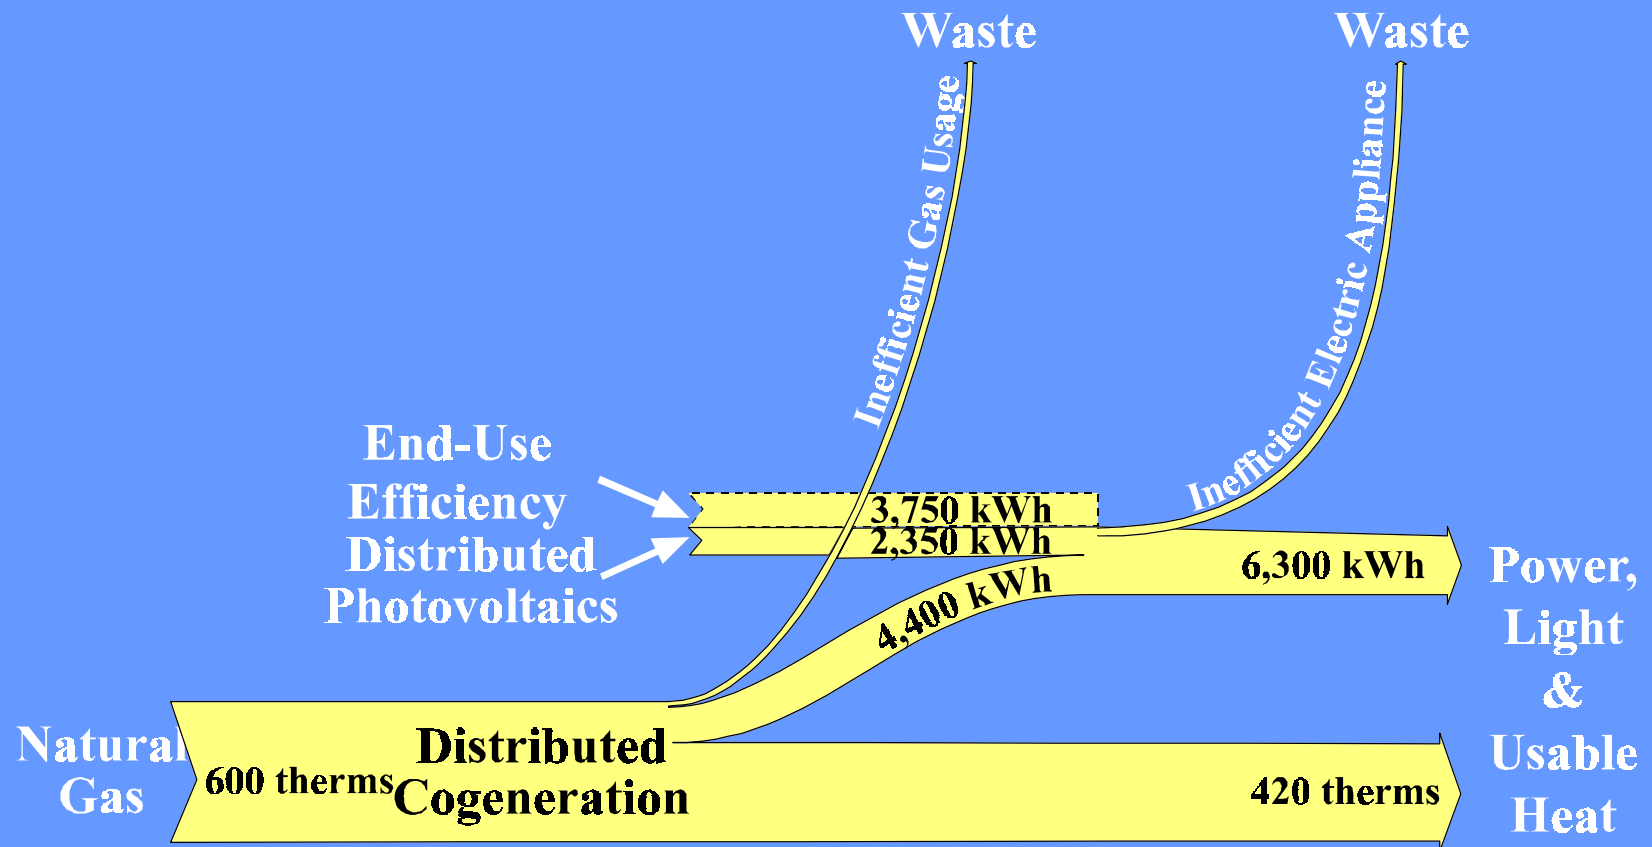 Waste
Waste
Inefficient Gas Usage
Inefficient Electric Appliance
End-Use
Efficiency
Distributed
Photovoltaics
3,750 kWh
2,350 kWh
4,400 kWh
6,300 kWh
Power,
Light
&
Usable
Heat
Natural
Gas
600 therms
Distributed
Cogeneration
420 therms